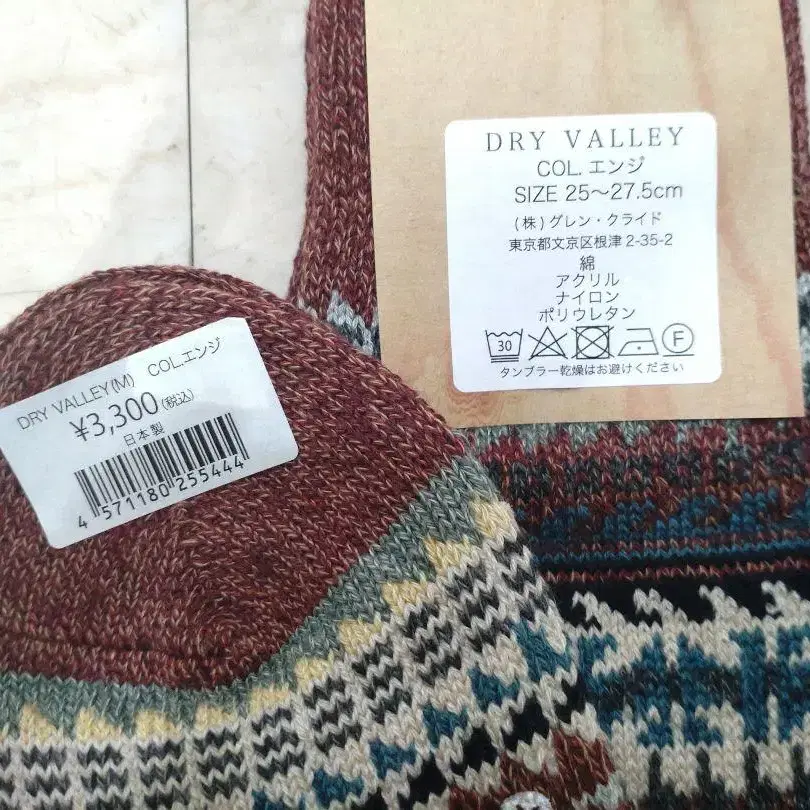 DRY VALLEY
COL. エンジ
SIZE 25〜27.5cm
(株)グレン・クライド
東京都文京区根津 2-35-2
綿
アクリル
ナイロン
ポリウレタン
30
F
タンブラー乾燥はお避けください
DRY VALLEY(M) COL.エンジ
¥3,300(税込)
日本製
4 571180 255444